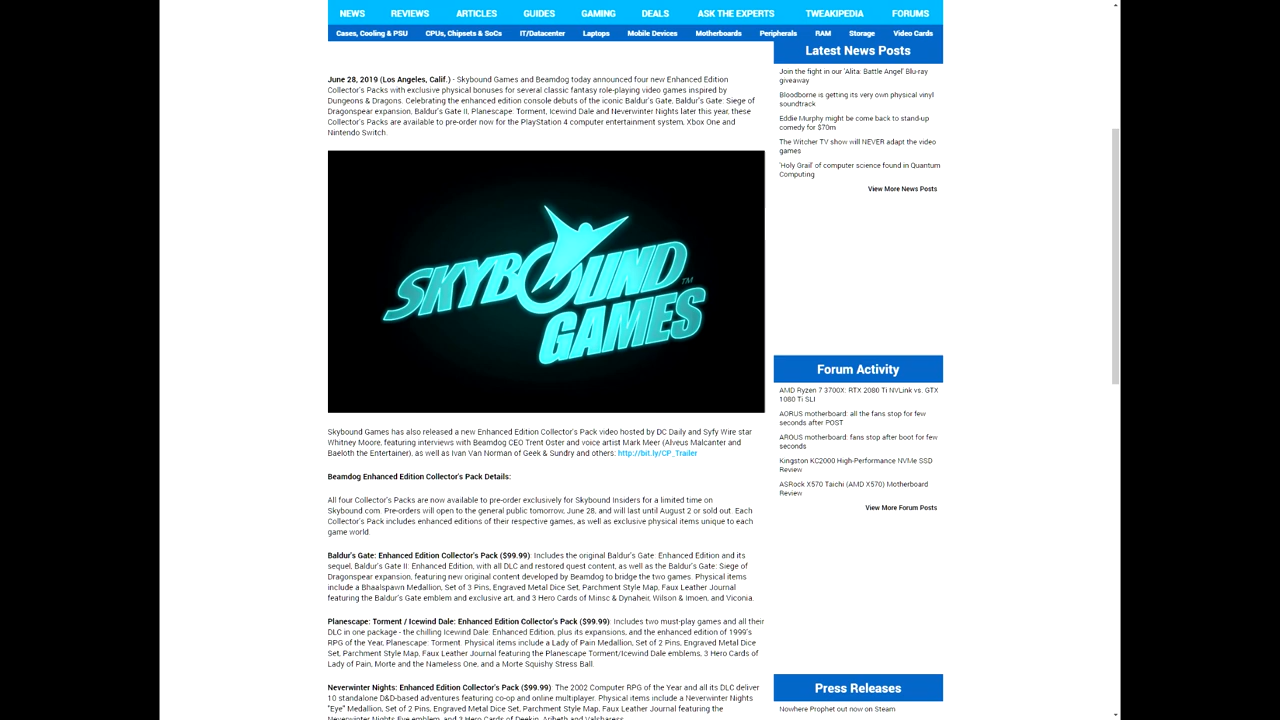 NEWS REVIEWS ARTICLES GUIDES GAMING DEALS ASK THE EXPERTS TWEAKIPEDIA FORUMS
Cases, Cooling & PSU CPUs, Chipsets & SoCs IT/Datacenter Laptops Mobile Devices Motherboards Peripherals RAM Storage Video Cards
June 28, 2019 (Los Angeles, Calif.) - Skybound Games and Beamdog today announced four new Enhanced Edition
Collector's Packs with exclusive physical bonuses for several classic fantasy role-playing video games inspired by
Dungeons & Dragons. Celebrating the enhanced edition console debuts of the iconic Baldur's Gate, Baldur's Gate: Siege of
Dragonspear expansion, Baldur's Gate II, Planescape: Torment, Icewind Dale and Neverwinter Nights later this year, these
Collector's Packs are available to pre-order now for the PlayStation 4 computer entertainment system, Xbox One and
Nintendo Switch.
SKYBOUND TM
GAMES
Skybound Games has also released a new Enhanced Edition Collector's Pack video hosted by DC Daily and Syfy Wire star
Whitney Moore, featuring interviews with Beamdog CEO Trent Oster and voice artist Mark Meer (Alveus Malcanter and
Baeloth the Entertainer), as well as Ivan Van Norman of Geek & Sundry and others: http://bit.ly/CP_Trailer
Beamdog Enhanced Edition Collector's Pack Details:
All four Collector's Packs are now available to pre-order exclusively for Skybound Insiders for a limited time on
Skybound.com. Pre-orders will open to the general public tomorrow, June 28, and will last until August 2 or sold out. Each
Collector's Pack includes enhanced editions of their respective games, as well as exclusive physical items unique to each
game world.
Baldur's Gate: Enhanced Edition Collector's Pack ($99.99): Includes the original Baldur's Gate: Enhanced Edition and its
sequel, Baldur's Gate II: Enhanced Edition, with all DLC and restored quest content, as well as the Baldur's Gate: Siege of
Dragonspear expansion, featuring new original content developed by Beamdog to bridge the two games. Physical items
include a Bhaalspawn Medallion, Set of 3 Pins, Engraved Metal Dice Set, Parchment Style Map, Faux Leather Journal
featuring the Baldur's Gate emblem and exclusive art, and 3 Hero Cards of Minsc & Dynaheir, Wilson & Imoen, and Viconia.
Planescape: Torment / Icewind Dale: Enhanced Edition Collector's Pack ($99.99): Includes two must-play games and all their
DLC in one package - the chilling Icewind Dale: Enhanced Edition, plus its expansions, and the enhanced edition of 1999's
RPG of the Year, Planescape: Torment. Physical items include a Lady of Pain Medallion, Set of 2 Pins, Engraved Metal Dice
Set, Parchment Style Map, Faux Leather Journal featuring the Planescape Torment/Icewind Dale emblems, 3 Hero Cards of
Lady of Pain, Morte and the Nameless One, and a Morte Squishy Stress Ball.
Neverwinter Nights: Enhanced Edition Collector's Pack ($99.99): The 2002 Computer RPG of the Year and all its DLC deliver
10 standalone D&D-based adventures featuring co-op and online multiplayer. Physical items include a Neverwinter Nights
"Eye" Medallion, Set of 2 Pins, Engraved Metal Dice Set, Parchment Style Map, Faux Leather Journal featuring the
Neverwinter Nights Eye emblem, and 3 Hero Cards of Deekin, Aribeth and Valsharess.
Latest News Posts
Join the fight in our 'Alita: Battle Angel' Blu-ray
giveaway
Bloodborne is getting its very own physical vinyl
soundtrack
Eddie Murphy might be come back to stand-up
comedy for $70m
The Witcher TV show will NEVER adapt the video
games
'Holy Grail' of computer science found in Quantum
Computing
View More News Posts
Forum Activity
AMD Ryzen 7 3700X: RTX 2080 Ti NVLink vs. GTX
1080 Ti SLI
AORUS motherboard: all the fans stop for few
seconds after POST
AROUS motherboard: fans stop after boot for few
seconds
Kingston KC2000 High-Performance NVMe SSD
Review
ASRock X570 Taichi (AMD X570) Motherboard
Review
View More Forum Posts
Press Releases
Nowhere Prophet out now on Steam